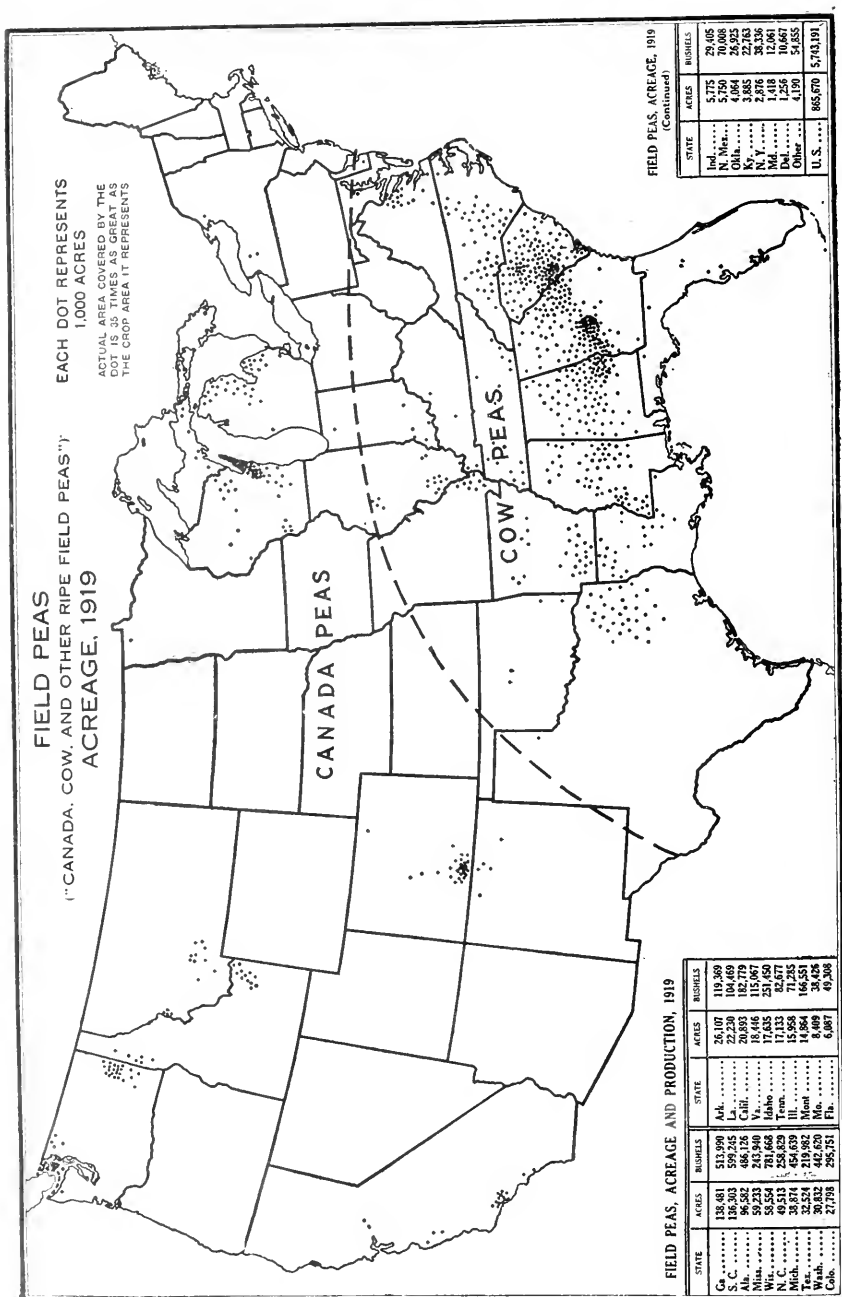 FIELD PEAS
("CANADA, COW, AND OTHER RIPE FIELD PEAS")
ACREAGE, 1919
EACH DOT REPRESENTS
1,000 ACRES
ACTUAL AREA COVERED BY THE
DOT IS 35 TIMES AS GREAT AS
THE CROP AREA IT REPRESENTS
CANADA PEAS
COW PEAS
FIELD PEAS, ACREAGE AND PRODUCTION, 1919
STATE ACRES BUSHELS STATE ACRES BUSHELS
Ga. ...... 138,481 513,990 Ark. ...... 26,107 119,369
S. C. ...... 136,303 599,245 La. ...... 22,230 104,469
Ala. ...... 96,582 486,126 Calif. ...... 20,893 182,779
Miss. ...... 59,233 243,940 Va. ...... 18,446 115,067
Wis. ...... 58,554 781,668 Idaho ...... 17,635 251,450
N. C. ...... 49,513 258,829 Tenn. ...... 17,133 82,677
Mich. ...... 38,874 454,639 Ill. ...... 15,958 71,285
Tex. ...... 32,524 219,982 Mont ...... 14,864 166,551
Wash. ...... 30,832 442,620 Mo. ...... 8,409 38,426
Colo. ...... 27,798 295,751 Fla. ...... 6,087 49,308
FIELD PEAS, ACREAGE, 1919
(Continued)
STATE ACRES BUSHELS
Ind. ...... 5,775 29,405
N. Mex. ...... 5,750 70,008
Okla. ...... 4,064 26,925
Ky. ...... 3,885 22,763
N. Y. ...... 2,876 38,336
Md. ...... 1,418 12,061
Del. ...... 1,256 10,667
Other .... 4,190 54,855
U.S. .... 865,670 5,743,191